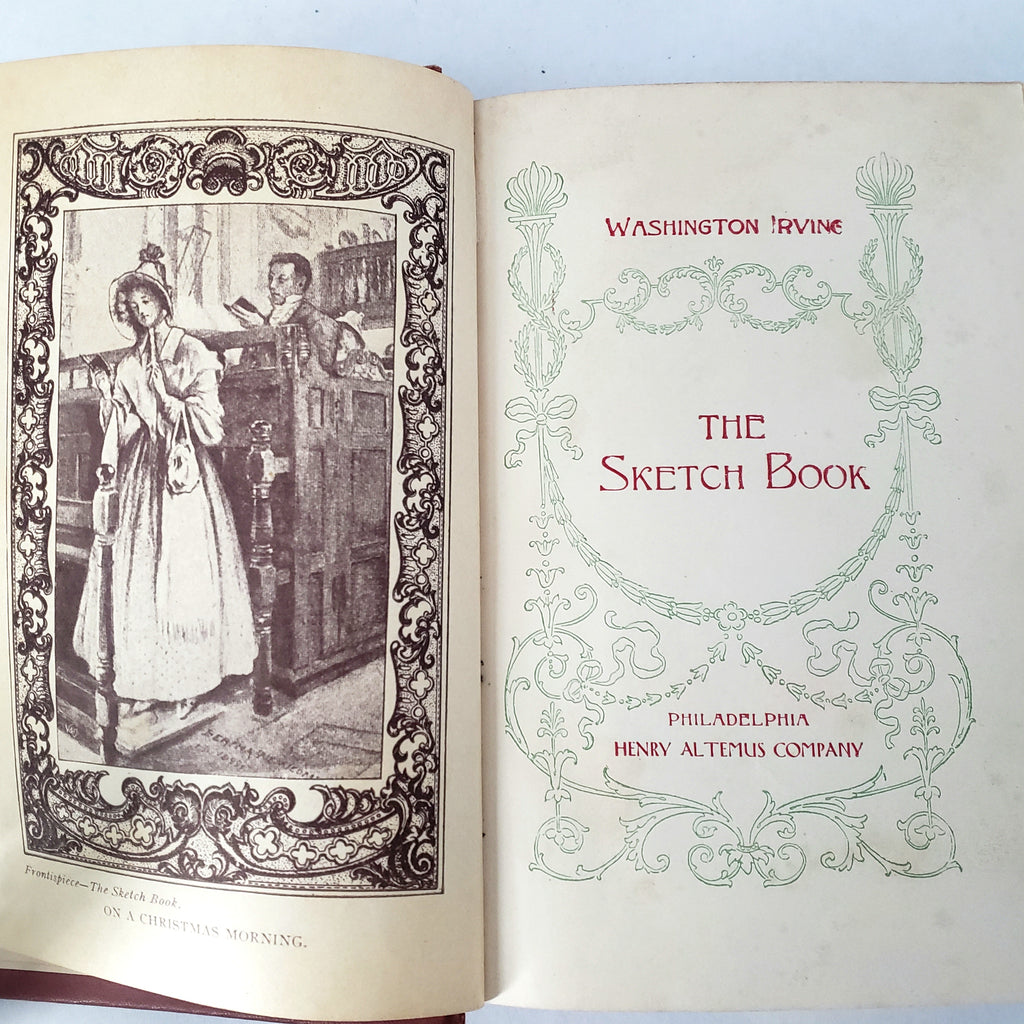 Frontispiece—The Sketch Book.
ON A CHRISTMAS MORNING.
WASHINGTON IRVING
THE
SKETCH BOOK
PHILADELPHIA
HENRY ALTEMUS COMPANY